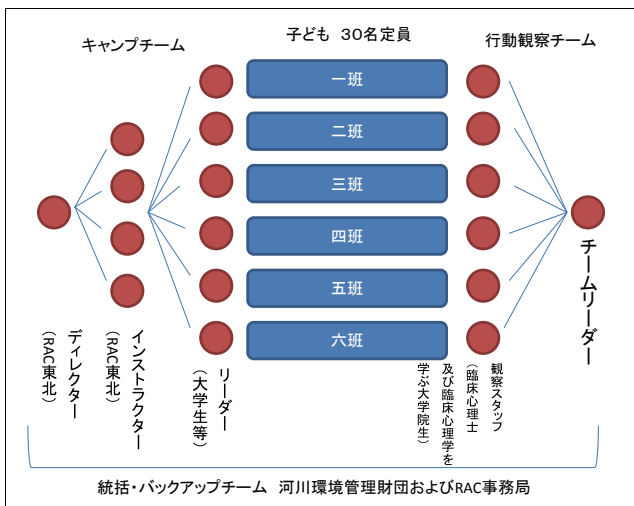 キャンプチーム
子ども 30名定員
行動観察チーム
一班
二班
三班
四班
五班
六班
ディレクター
(RAC東北)
インストラクター
(RAC東北)
リーダー
(大学生等)
観察スタッフ
(臨床心理士
及び臨床心理学を
学ぶ大学院生)
チームリーダー
統括・バックアップチーム 河川環境管理財団およびRAC事務局